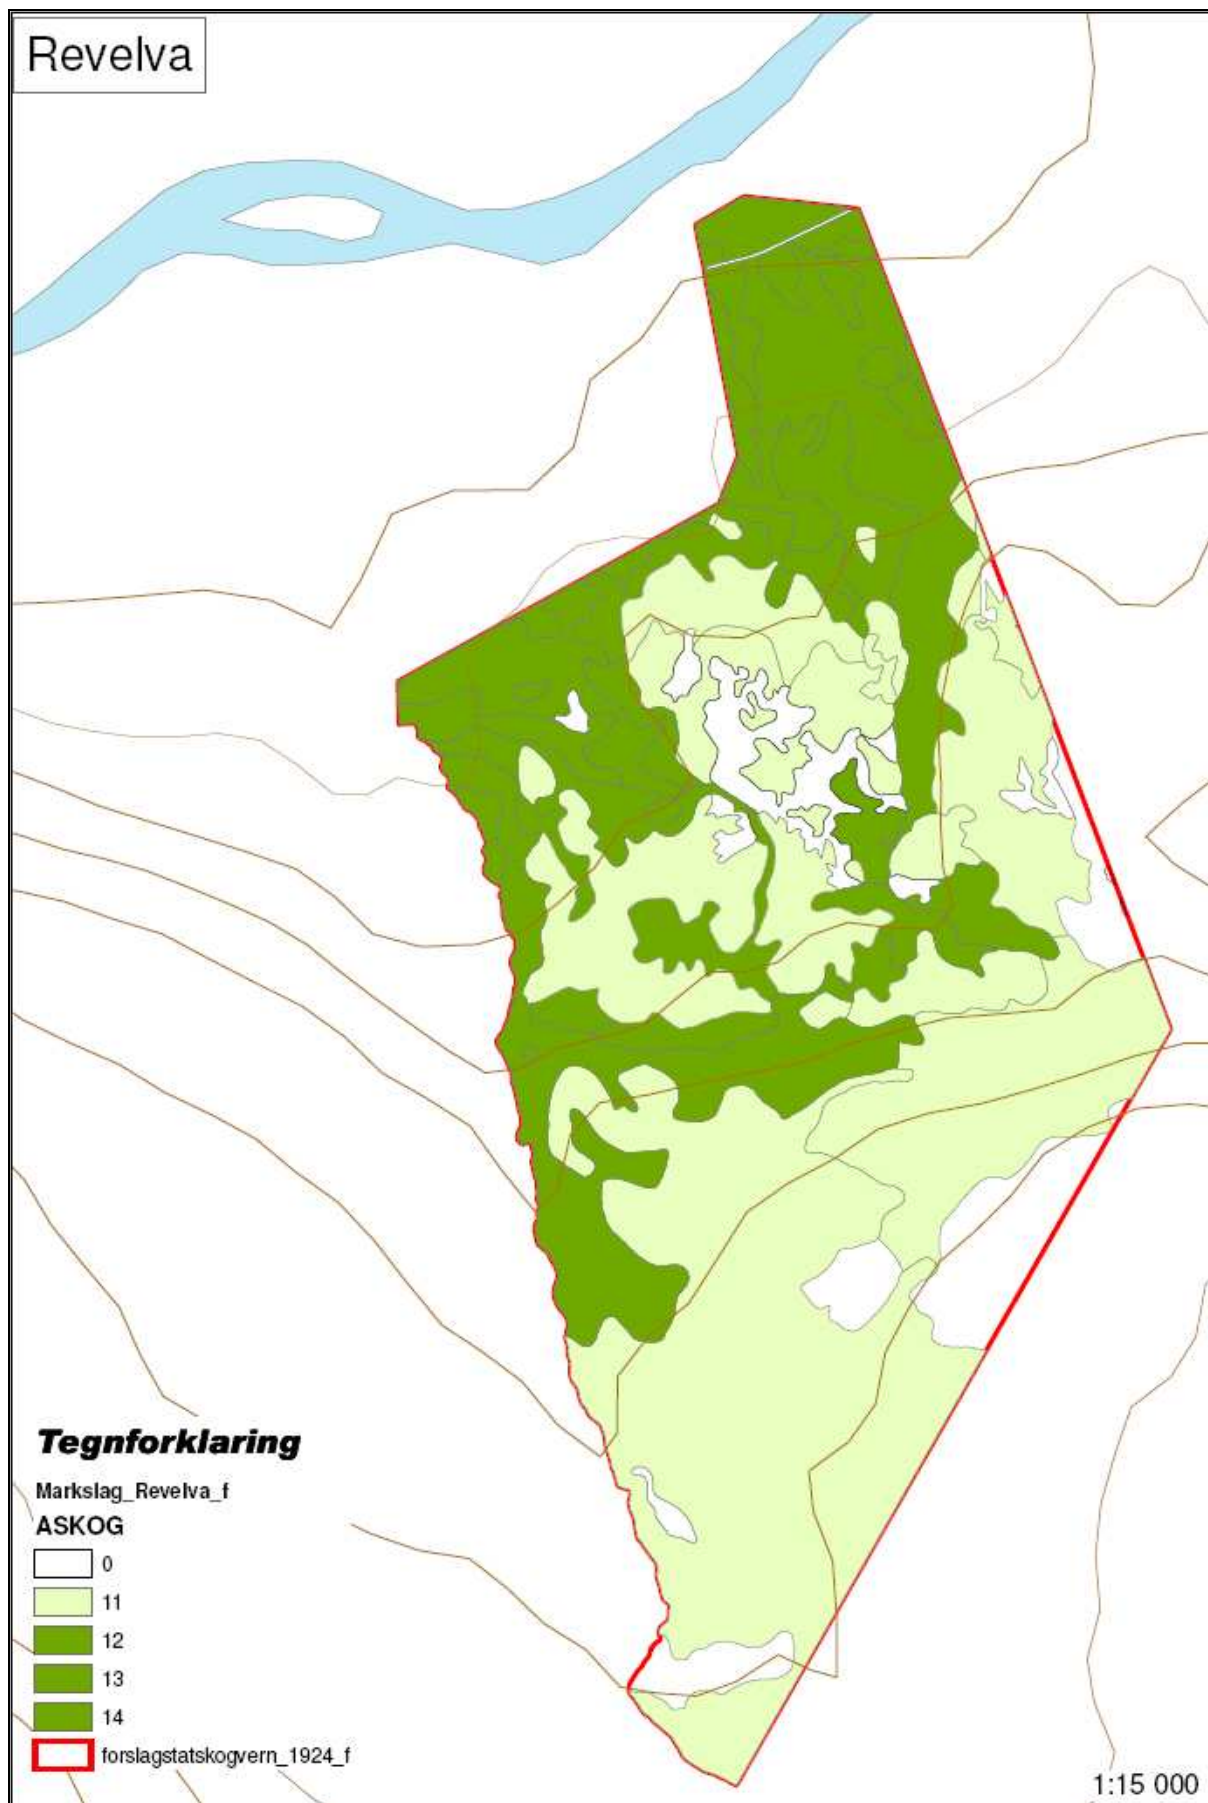 Revelva
Tegnforklaring
Markslag_Revelva_f
ASKOG
0
11
12
13
14
forslagstatskogvern_1924_f
1:15 000